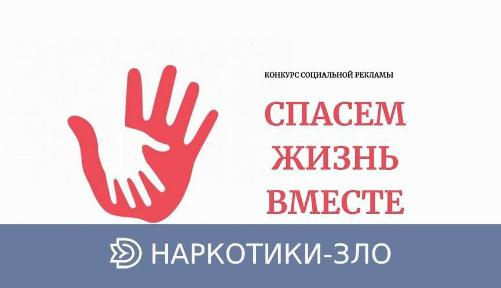 КОНКУРС СОЦИАЛЬНОЙ РЕКЛАМЫ
СПАСЕМ
ЖИЗНЬ
ВМЕСТЕ
НАРКОТИКИ-ЗЛО